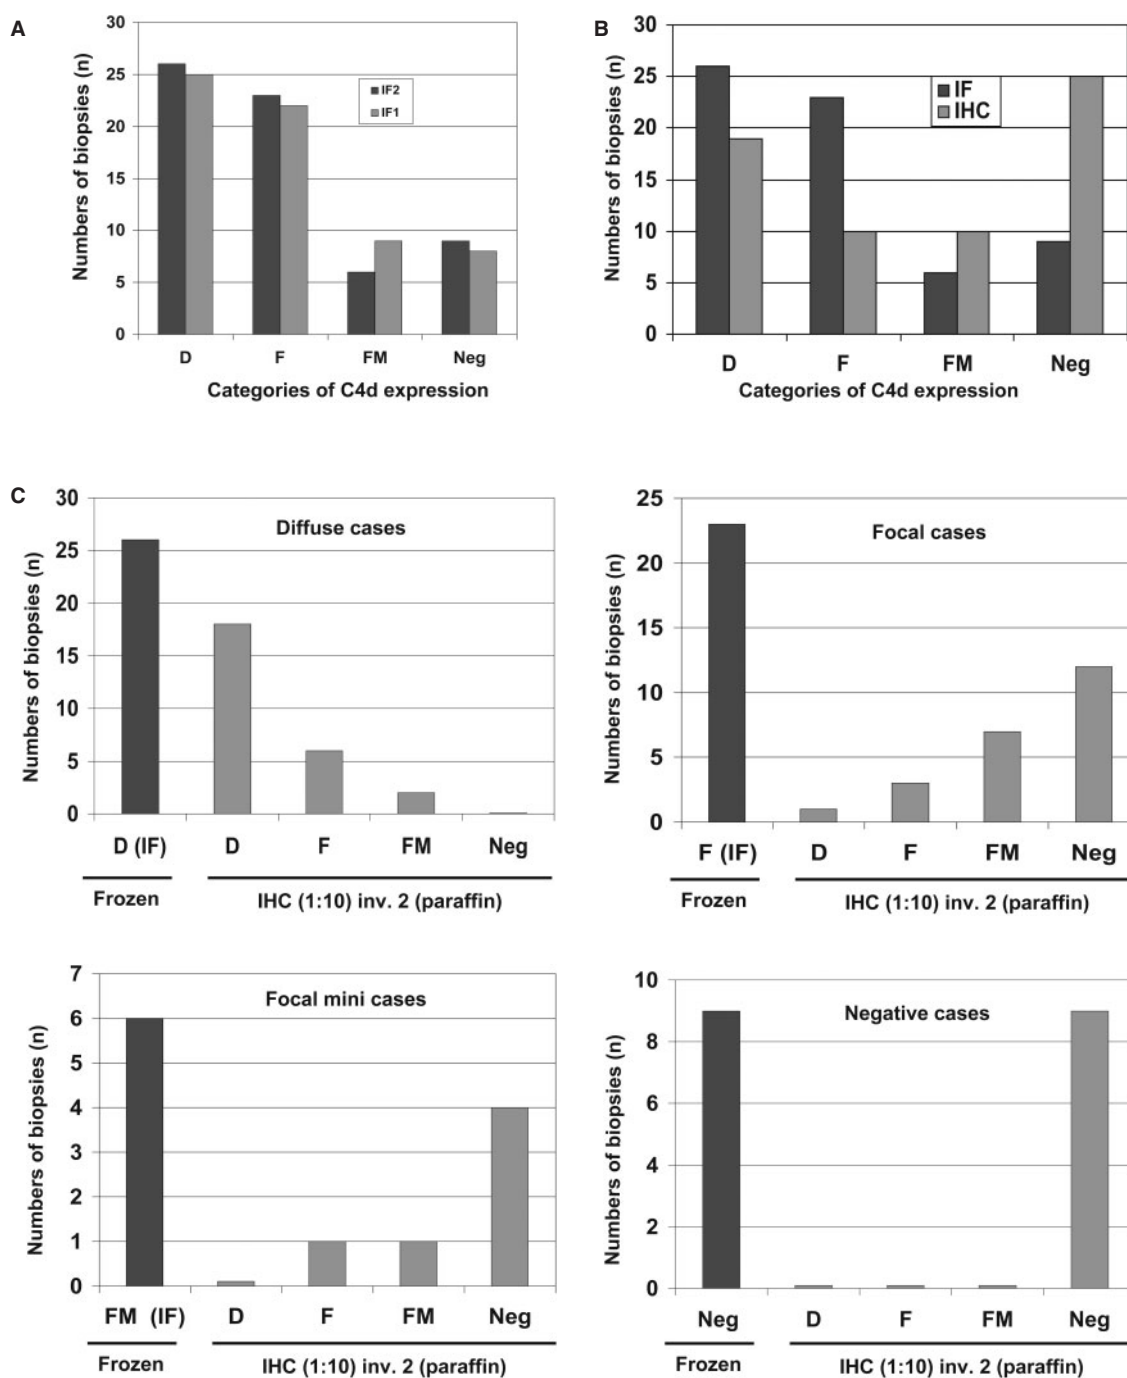 A
Numbers of biopsies (n)
30
25
20
15
10
5
0
IF2
IF1
D F FM Neg
Categories of C4d expression
B
Numbers of biopsies (n)
30
25
20
15
10
5
0
IF
IHC
D F FM Neg
Categories of C4d expression
C
Numbers of biopsies (n)
30
25
20
15
10
5
0
Diffuse cases
D (IF) D F FM Neg
Frozen IHC (1:10) inv. 2 (paraffin)
Numbers of biopsies (n)
25
20
15
10
5
0
Focal cases
F (IF) D F FM Neg
Frozen IHC (1:10) inv. 2 (paraffin)
Numbers of biopsies (n)
7
6
5
4
3
2
1
0
Focal mini cases
FM (IF) D F FM Neg
Frozen IHC (1:10) inv. 2 (paraffin)
Numbers of biopsies (n)
10
8
6
4
2
0
Negative cases
Neg D F FM Neg
Frozen IHC (1:10) inv. 2 (paraffin)